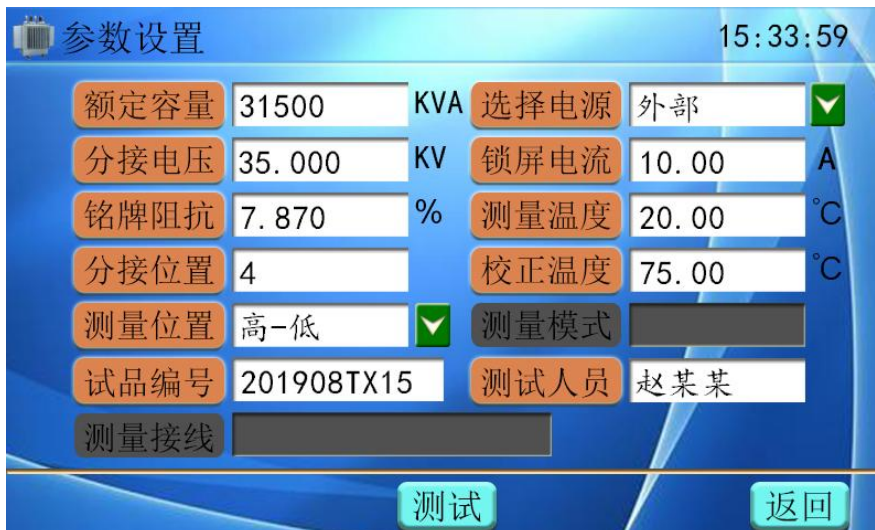 参数设置 15:33:59
额定容量 31500 KVA 选择电源 外部
分接电压 35.000 KV 锁屏电流 10.00 A
铭牌阻抗 7.870 % 测量温度 20.00 ℃
分接位置 4 校正温度 75.00 ℃
测量位置 高-低 测量模式
试品编号 201908TX15 测试人员 赵某某
测量接线
测试 返回